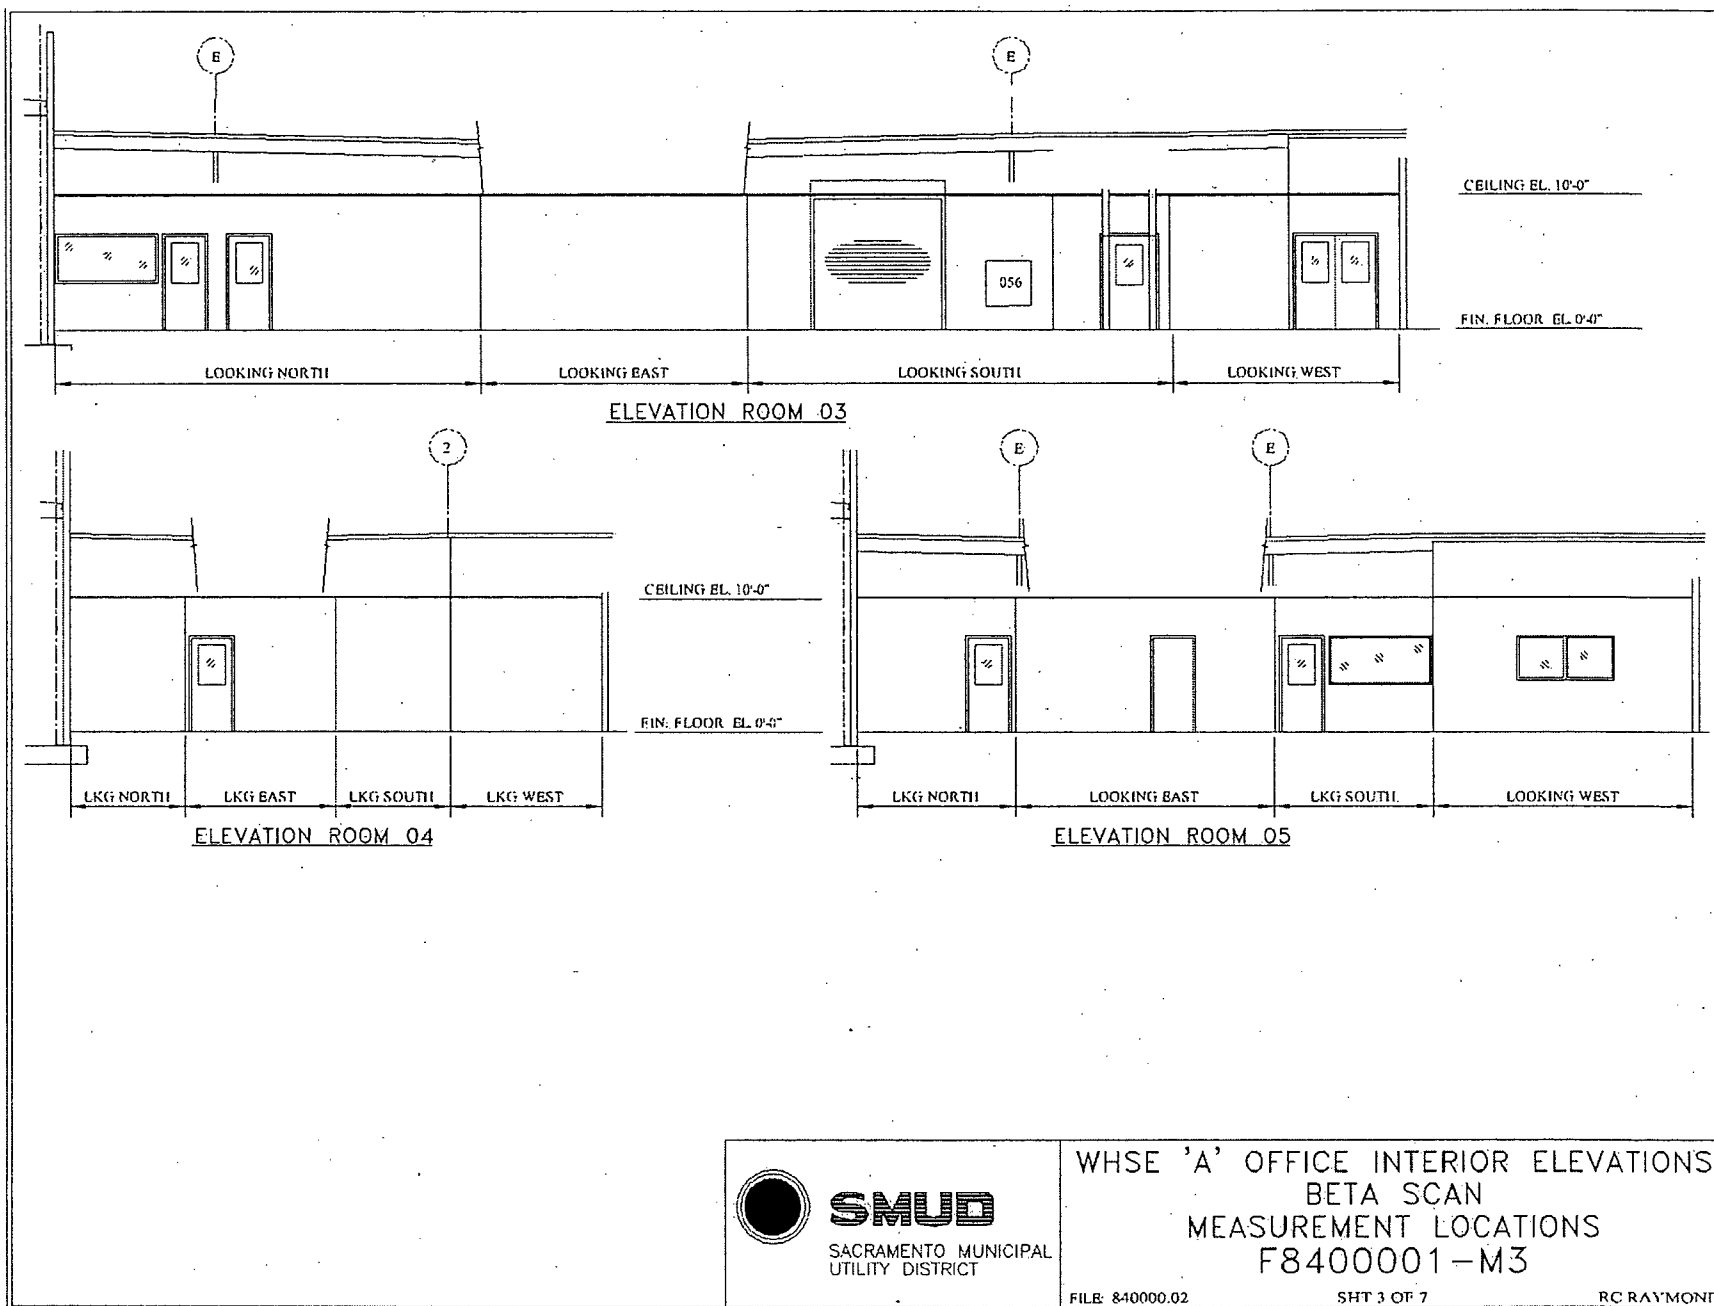 E
E
CEILING EL. 10'-0"
056
FIN. FLOOR EL 0'-0"
LOOKING NORTH
LOOKING EAST
LOOKING SOUTH
LOOKING WEST
ELEVATION ROOM 03
2
E
E
CEILING EL. 10'-0"
FIN. FLOOR EL 0'-0"
LKG NORTH
LKG EAST
LKG SOUTH
LKG WEST
LKG NORTH
LOOKING EAST
LKG SOUTH
LOOKING WEST
ELEVATION ROOM 04
ELEVATION ROOM 05
SMUD
SACRAMENTO MUNICIPAL
UTILITY DISTRICT
WHSE 'A' OFFICE INTERIOR ELEVATIONS
BETA SCAN
MEASUREMENT LOCATIONS
F8400001-M3
FILE: 840000.02
SHT 3 OF 7
RC RAYMOND